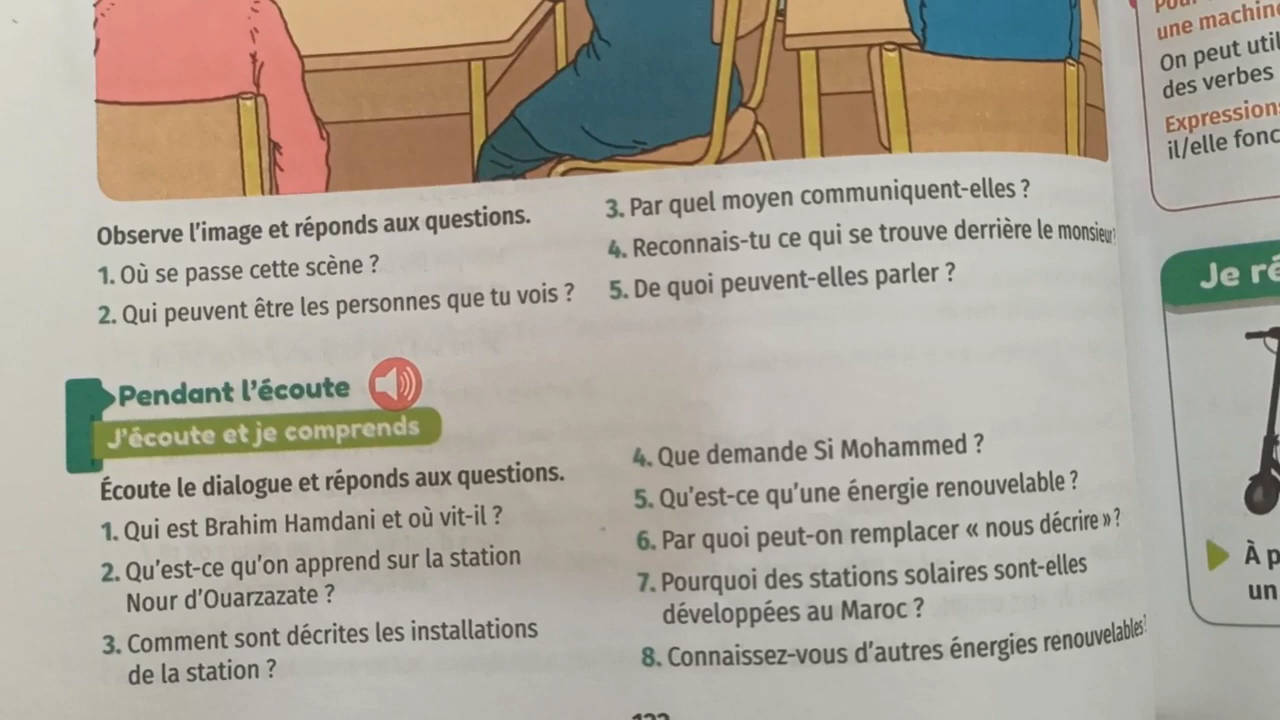 Observe l'image et réponds aux questions.
1. Où se passe cette scène ?
2. Qui peuvent être les personnes que tu vois ?
3. Par quel moyen communiquent-elles ?
4. Reconnais-tu ce qui se trouve derrière le monsieur?
5. De quoi peuvent-elles parler ?
Pendant l'écoute
J'écoute et je comprends
Écoute le dialogue et réponds aux questions.
1. Qui est Brahim Hamdani et où vit-il ?
2. Qu'est-ce qu'on apprend sur la station
Nour d'Ouarzazate ?
3. Comment sont décrites les installations
de la station ?
4. Que demande Si Mohammed ?
5. Qu'est-ce qu'une énergie renouvelable ?
6. Par quoi peut-on remplacer « nous décrire » ?
7. Pourquoi des stations solaires sont-elles
développées au Maroc ?
8. Connaissez-vous d'autres énergies renouvelables?
une machin
On peut util
des verbes
Expression
il/elle fonc
Je ré
À p
un